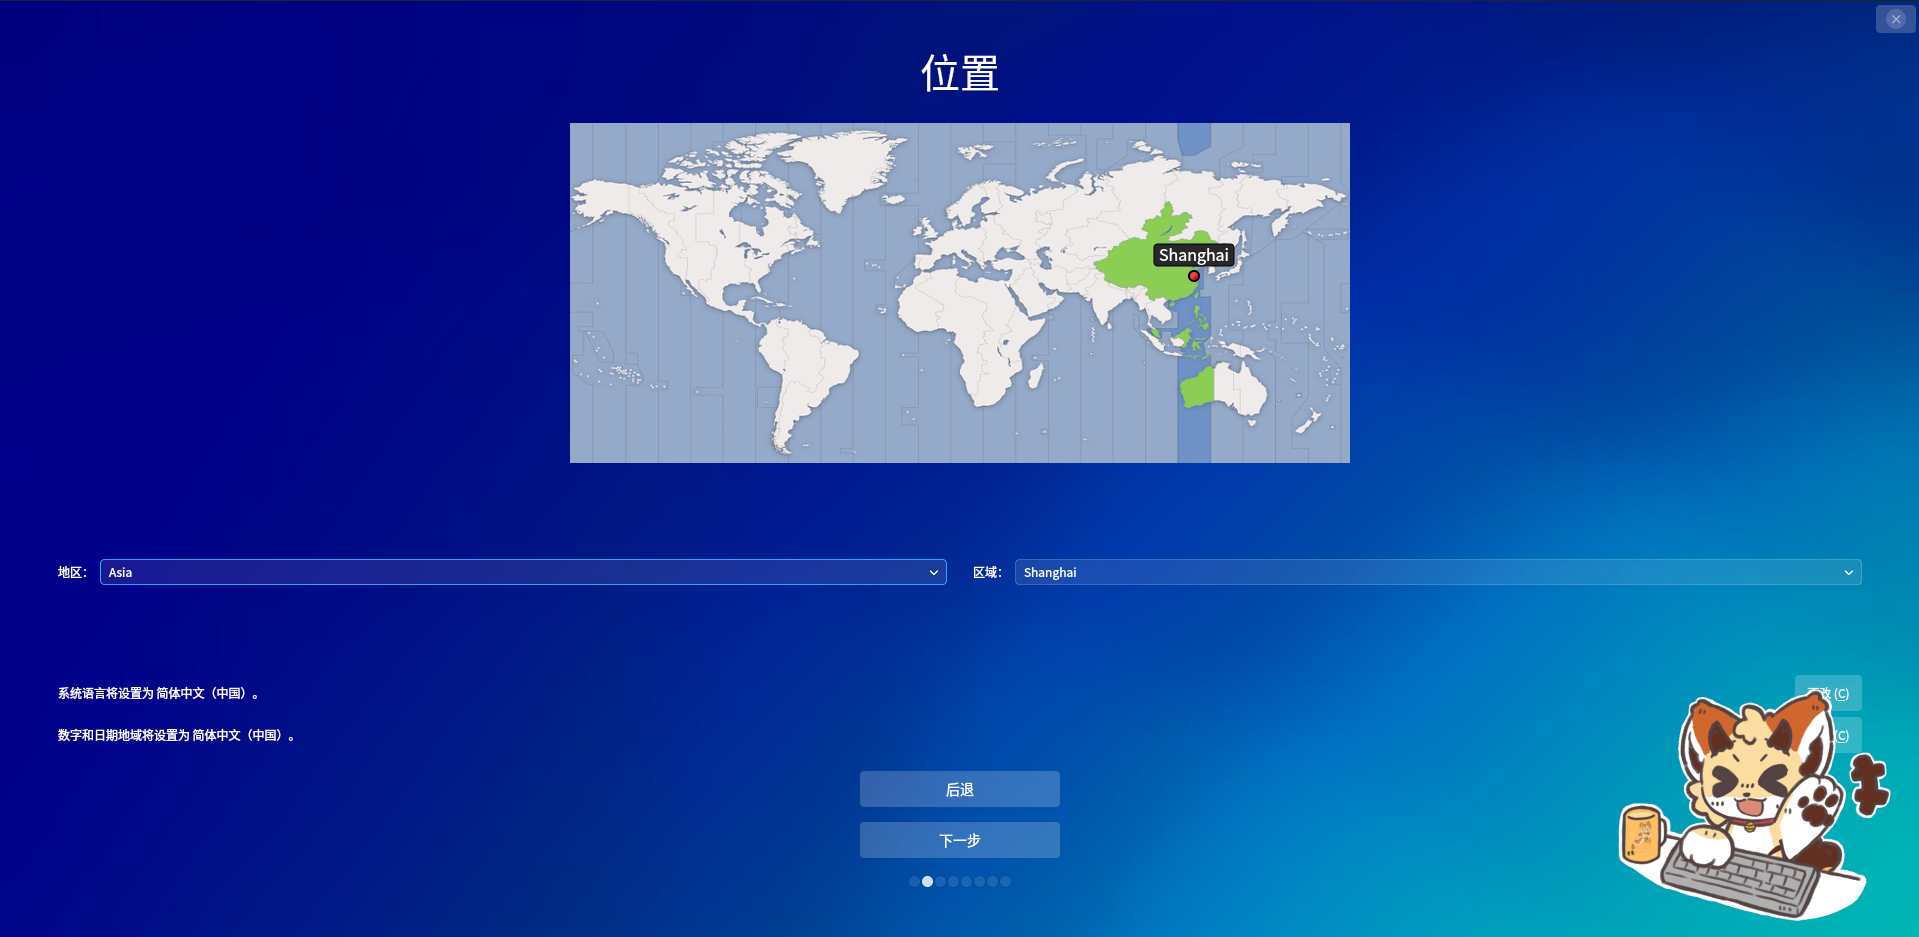 位置
Shanghai
地区： Asia
区域： Shanghai
系统语言将设置为 简体中文（中国）。
改 (C)
数字和日期地域将设置为 简体中文（中国）。
(C)
后退
下一步